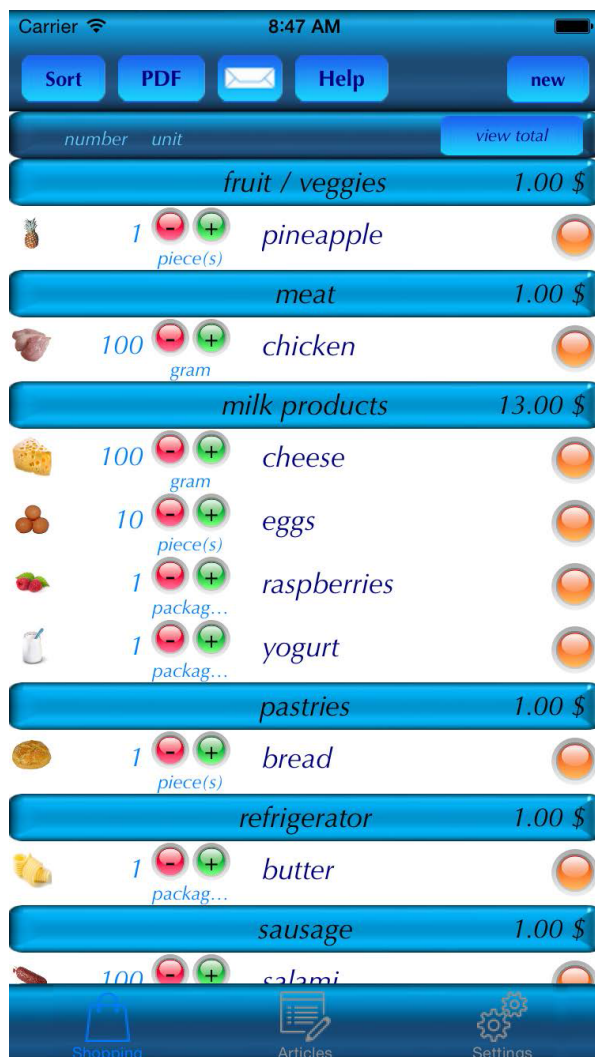 Carrier 8:47 AM
Sort PDF Help new
number unit view total
fruit / veggies 1.00 $
1 - + pineapple
piece(s)
meat 1.00 $
100 - + chicken
gram
milk products 13.00 $
100 - + cheese
gram
10 - + eggs
piece(s)
1 - + raspberries
packag...
1 - + yogurt
packag...
pastries 1.00 $
1 - + bread
piece(s)
refrigerator 1.00 $
1 - + butter
packag...
sausage 1.00 $
100 - + salami
Shopping Articles Settings